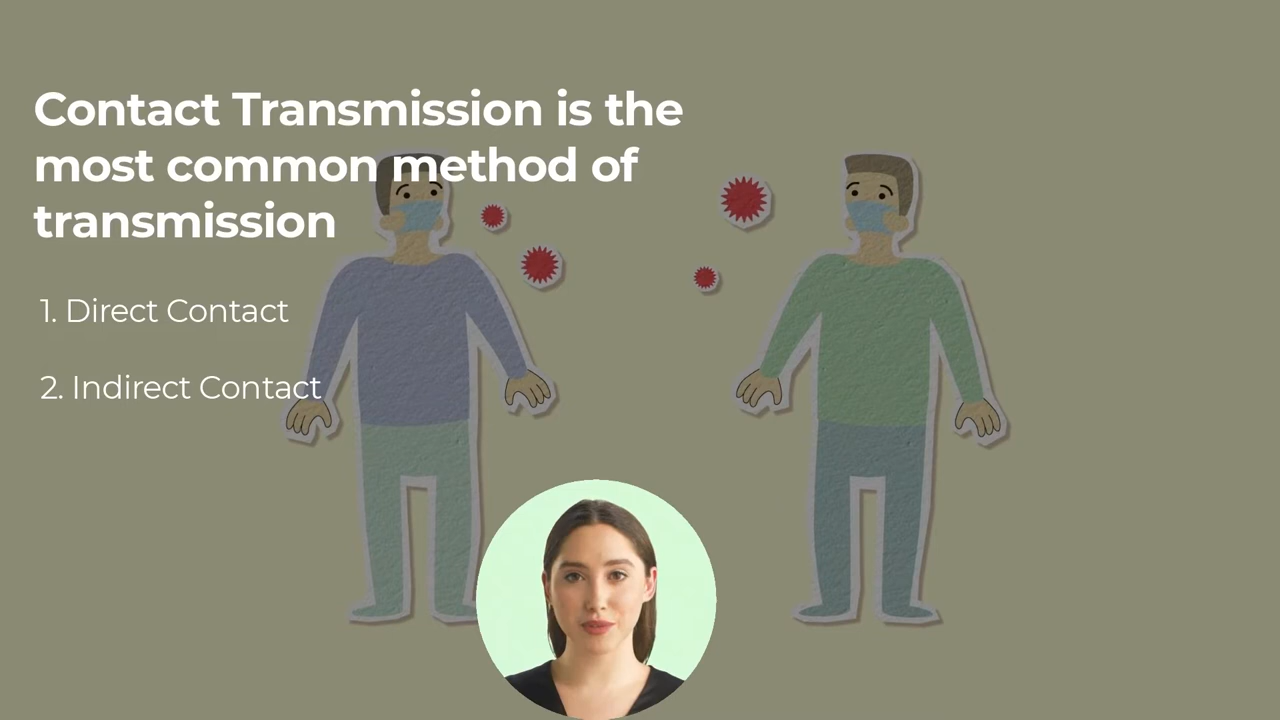 Contact Transmission is the
most common method of
transmission
1. Direct Contact
2. Indirect Contact